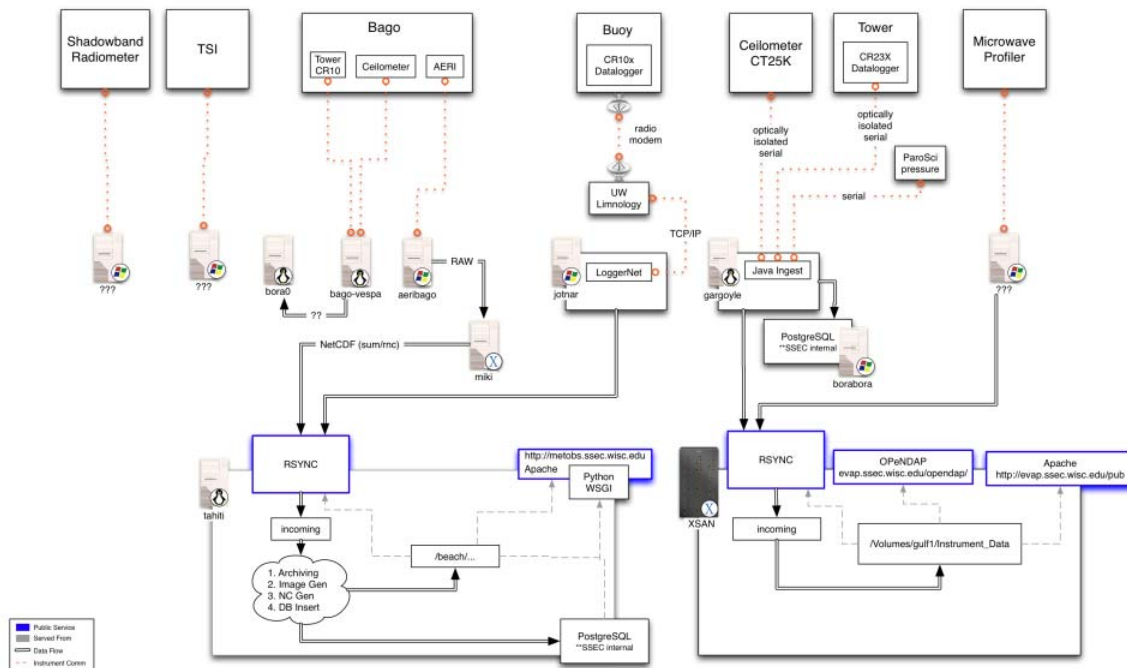 Shadowband
Radiometer
TSI
Bago
Tower
CR10
Ceilometer
AERI
Buoy
CR10x
Datalogger
Ceilometer
CT25K
Tower
CR23X
Datalogger
Microwave
Profiler
radio
modem
optically
isolated
serial
optically
isolated
serial
ParoSci
pressure
UW
Limnology
serial
TCP/IP
???
???
bora0
bago-vespa
aeribago
RAW
??
jotnar
LoggerNet
gargoyle
Java Ingest
???
PostgreSQL
**SSEC internal
borabora
NetCDF (sum/rnc)
X
miki
RSYNC
tahiti
http://metobs.ssec.wisc.edu
Apache
Python
WSGI
incoming
/beach/...
1. Archiving
2. Image Gen
3. NC Gen
4. DB Insert
PostgreSQL
**SSEC internal
RSYNC
X
XSAN
OPeNDAP
evap.ssec.wisc.edu/opendap/
Apache
http://evap.ssec.wisc.edu/pub
incoming
/Volumes/gulf1/Instrument_Data
Public Service
Served From
Data Flow
Instrument Comm